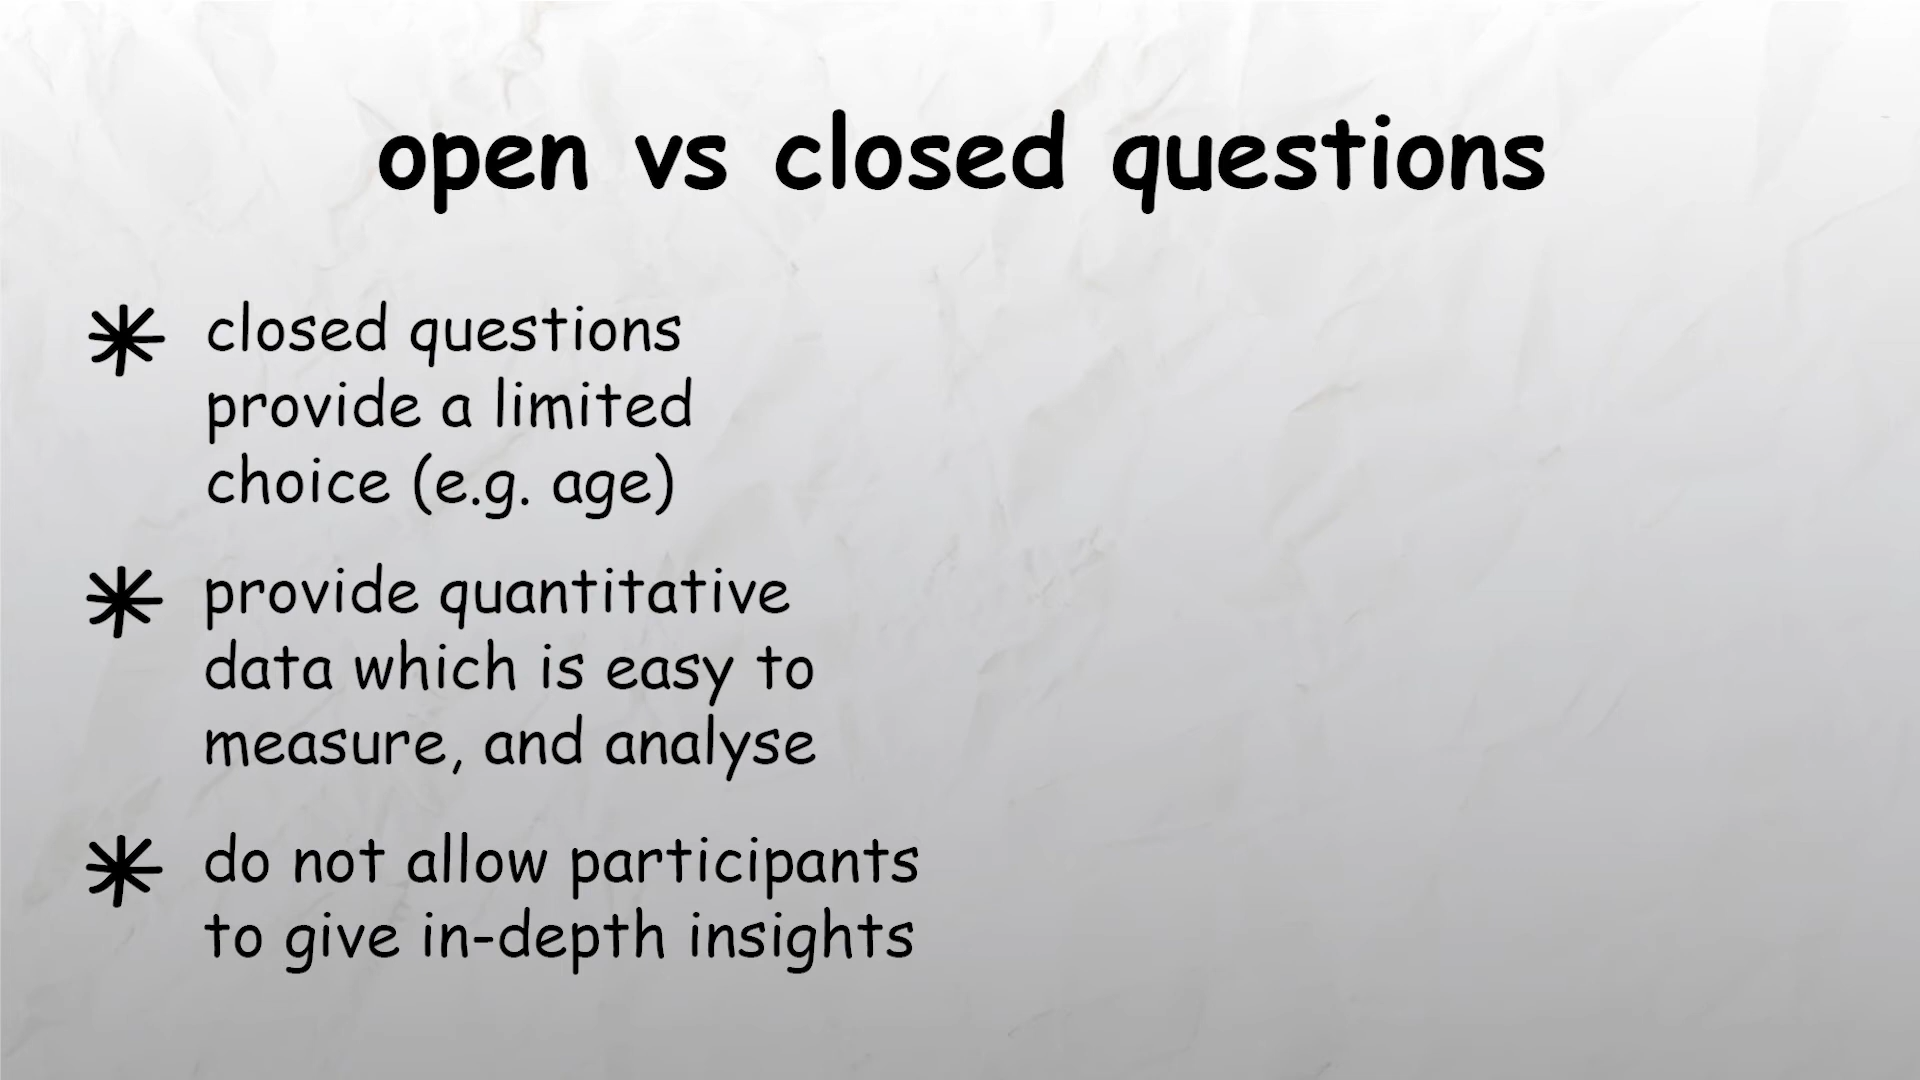 open vs closed questions
closed questions
provide a limited
choice (e.g. age)
provide quantitative
data which is easy to
measure, and analyse
do not allow participants
to give in-depth insights